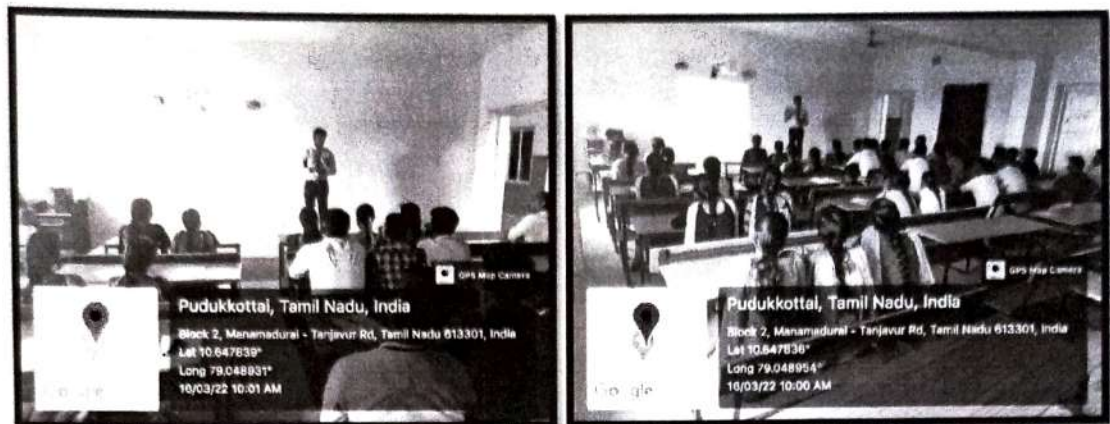 GPS Map Camera
Pudukkottai, Tamil Nadu, India
Block 2, Manamadurai - Tanjavur Rd, Tamil Nadu 613301, India
Lat 10.647839°
Long 79.048931°
16/03/22 10:01 AM
Google
GPS Map Camera
Pudukkottai, Tamil Nadu, India
Block 2, Manamadurai - Tanjavur Rd, Tamil Nadu 613301, India
Lat 10.647836°
Long 79.048954°
16/03/22 10:00 AM
Google